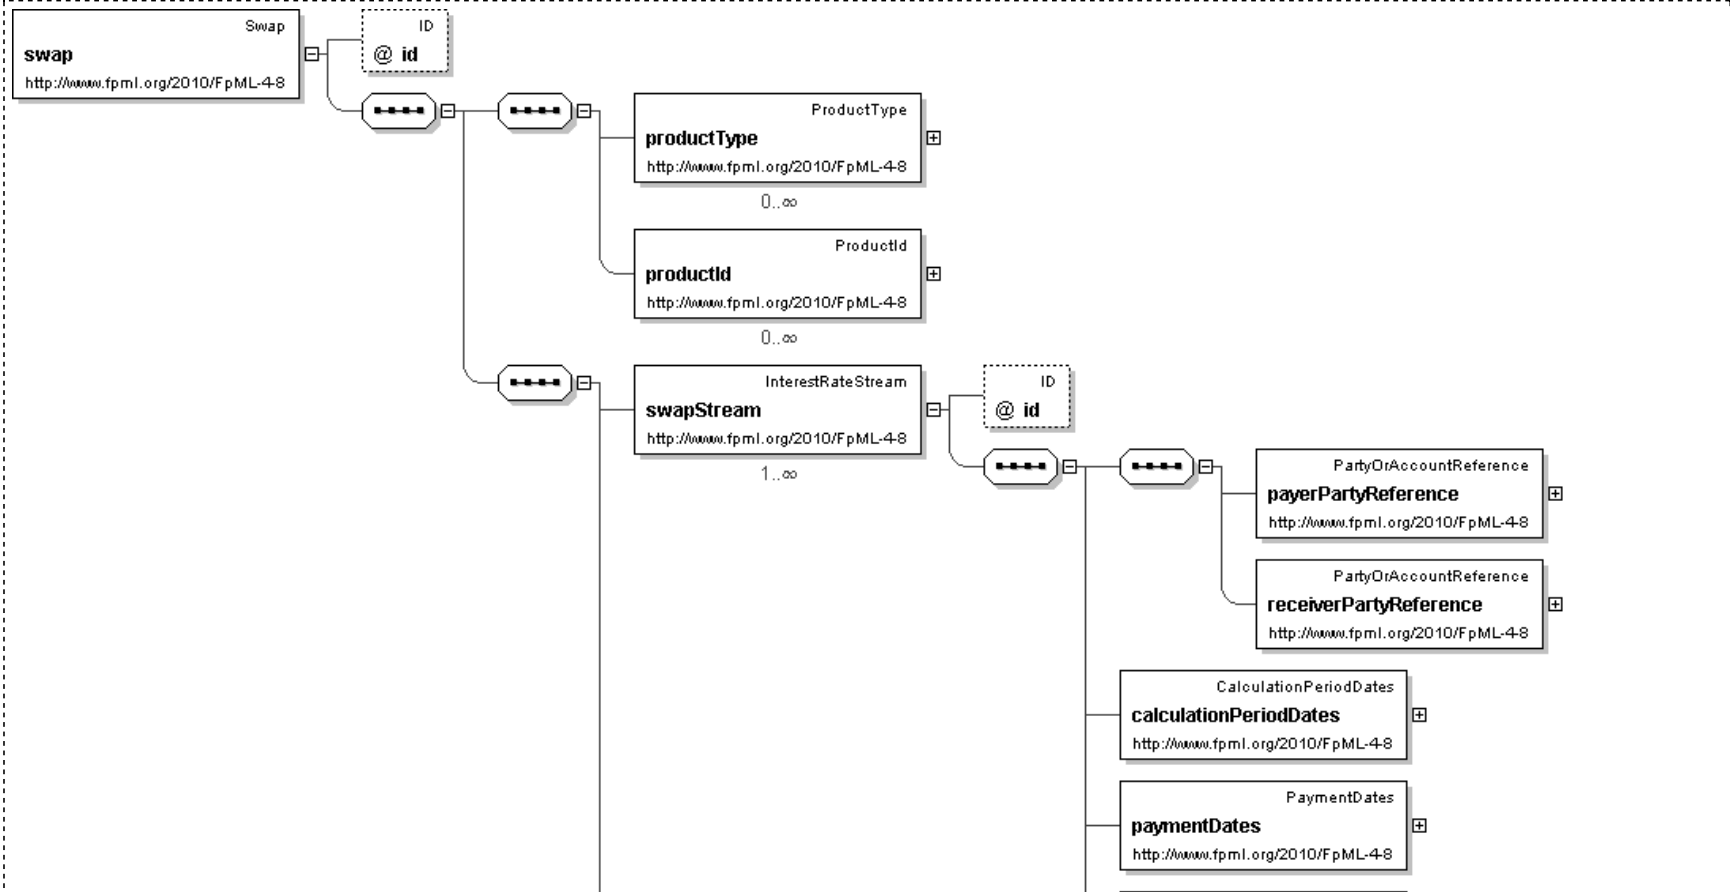 Swap
swap
http://www.fpml.org/2010/FpML-4-8
ID
@ id
ProductType
productType
http://www.fpml.org/2010/FpML-4-8
0..∞
ProductId
productId
http://www.fpml.org/2010/FpML-4-8
0..∞
InterestRateStream
swapStream
http://www.fpml.org/2010/FpML-4-8
1..∞
ID
@ id
PartyOrAccountReference
payerPartyReference
http://www.fpml.org/2010/FpML-4-8
PartyOrAccountReference
receiverPartyReference
http://www.fpml.org/2010/FpML-4-8
CalculationPeriodDates
calculationPeriodDates
http://www.fpml.org/2010/FpML-4-8
PaymentDates
paymentDates
http://www.fpml.org/2010/FpML-4-8